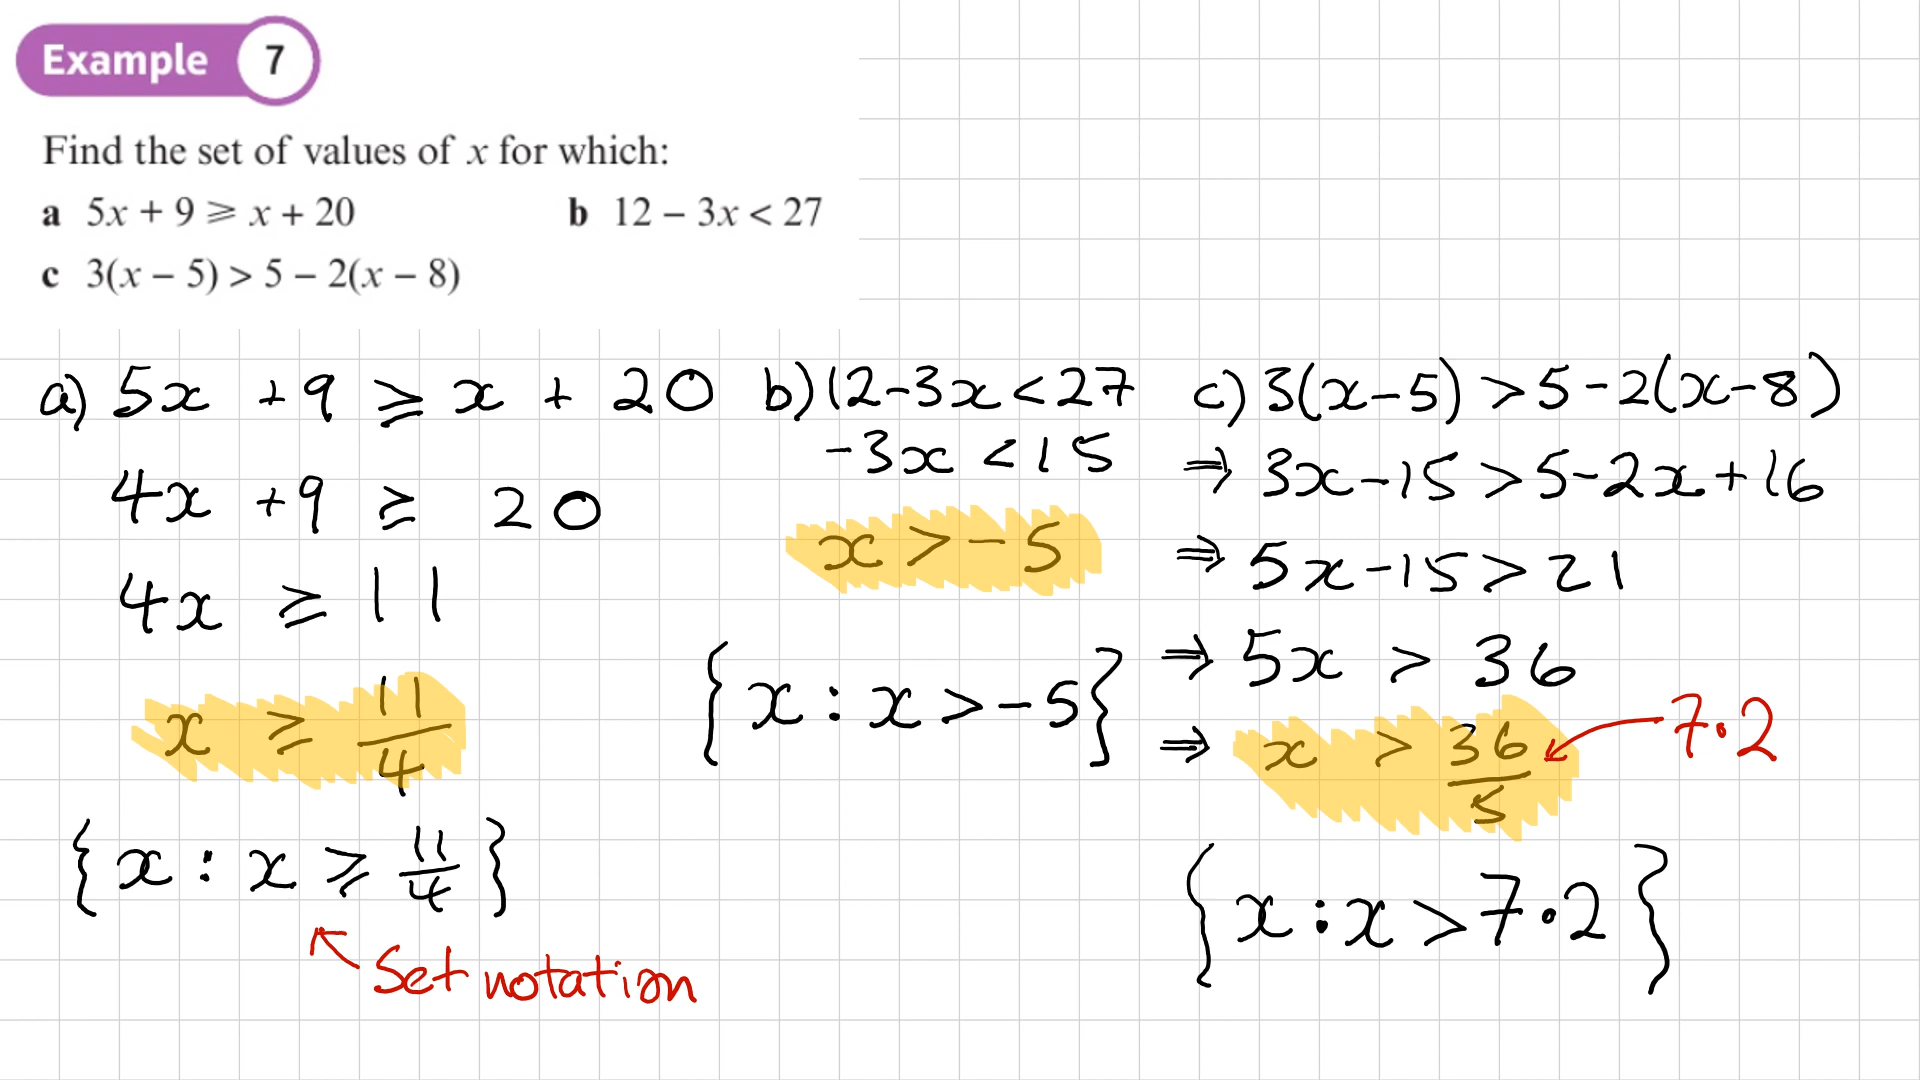 Example 7
Find the set of values of x for which:
a 5x + 9 ⩾ x + 20
b 12 – 3x < 27
c 3(x – 5) > 5 – 2(x – 8)
a) 5x + 9 ⩾ x + 20
4x + 9 ⩾ 20
4x ⩾ 11
x ⩾ 11/4
{x : x ⩾ 11/4}
Set notation
b) 12 - 3x < 27
-3x < 15
x > -5
{x : x > -5}
c) 3(x - 5) > 5 - 2(x - 8)
⇒ 3x - 15 > 5 - 2x + 16
⇒ 5x - 15 > 21
⇒ 5x > 36
⇒ x > 36/5
7.2
{x : x > 7.2}